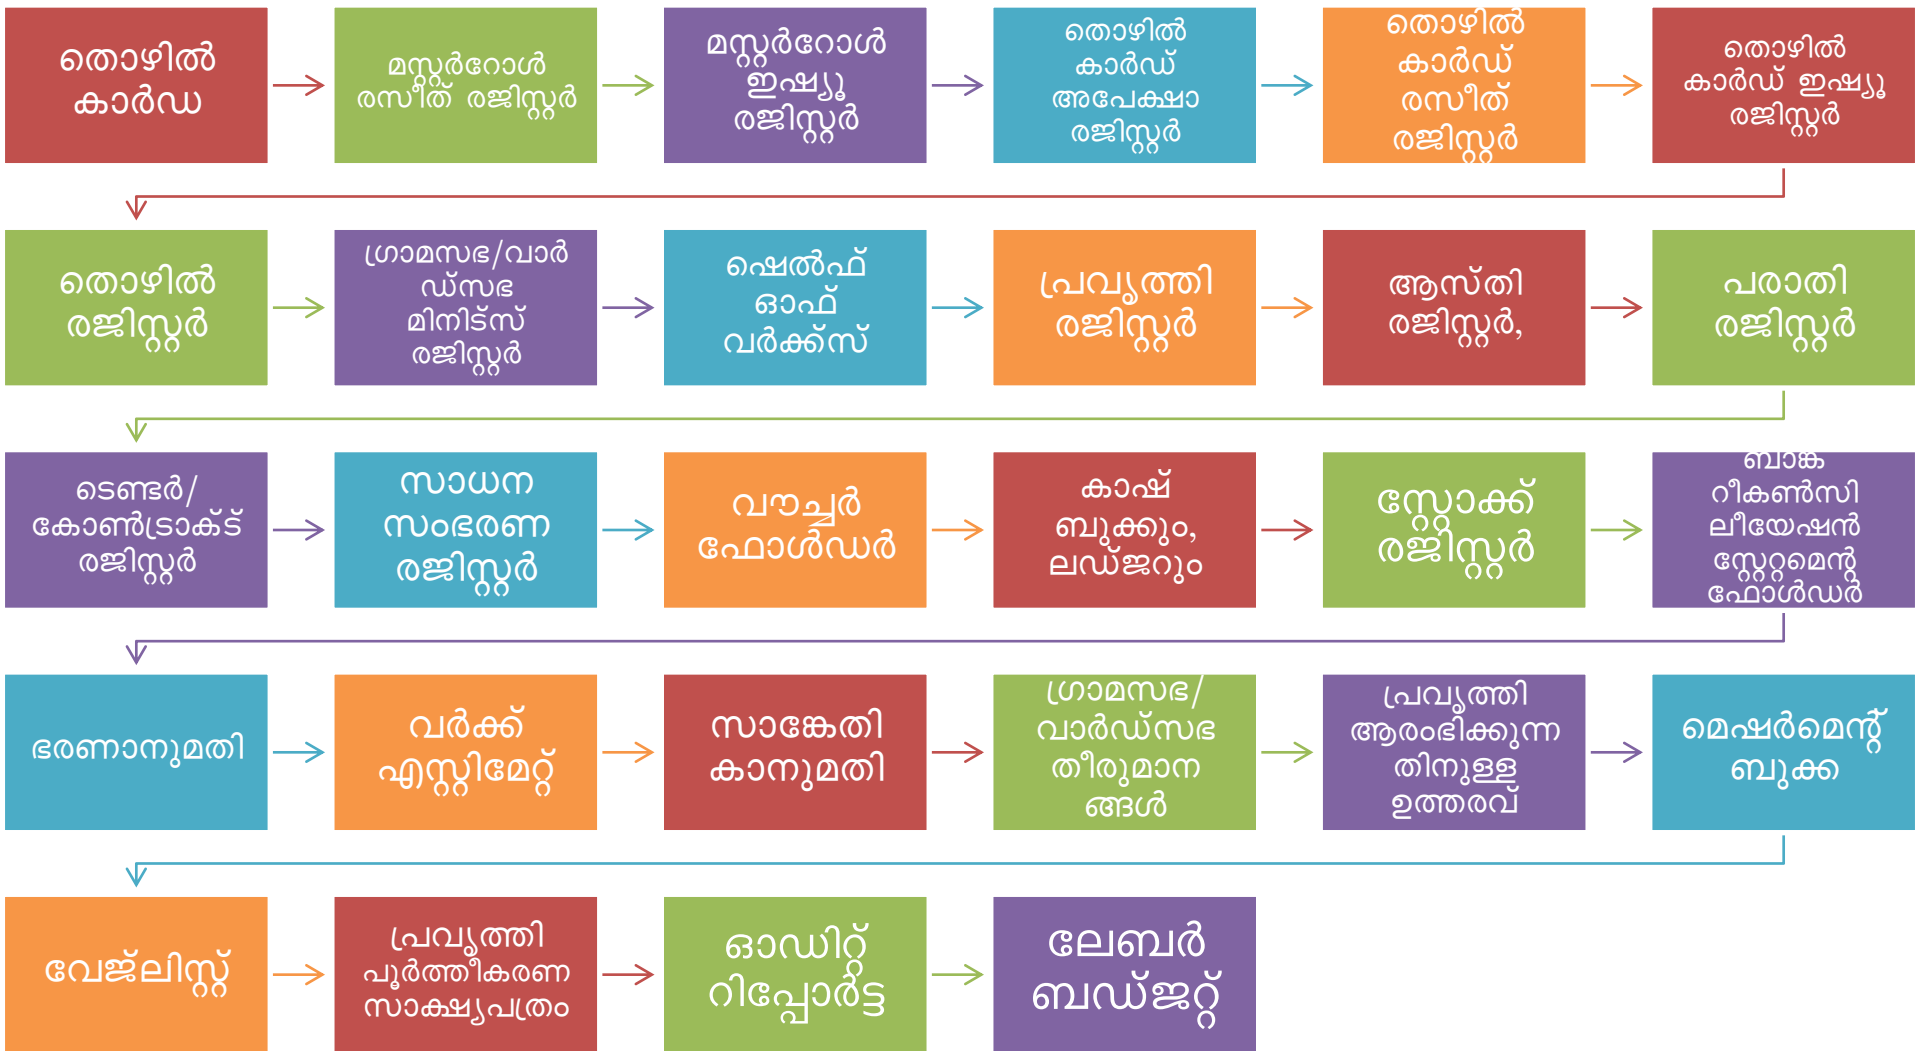 തൊഴിൽ
കാർഡ
മസ്റ്റർറോൾ
രസീത് രജിസ്റ്റർ
മസ്റ്റർറോൾ
ഇഷ്യൂ
രജിസ്റ്റർ
തൊഴിൽ
കാർഡ്
അപേക്ഷാ
രജിസ്റ്റർ
തൊഴിൽ
കാർഡ്
രസീത്
രജിസ്റ്റർ
തൊഴിൽ
കാർഡ് ഇഷ്യൂ
രജിസ്റ്റർ
തൊഴിൽ
രജിസ്റ്റർ
ഗ്രാമസഭ/വാർ
ഡ്സഭ
മിനിട്സ്
രജിസ്റ്റർ
ഷെൽഫ്
ഓഫ്
വർക്ക്സ്
പ്രവൃത്തി
രജിസ്റ്റർ
ആസ്തി
രജിസ്റ്റർ,
പരാതി
രജിസ്റ്റർ
ടെണ്ടർ/
കോൺട്രാക്ട്
രജിസ്റ്റർ
സാധന
സംഭരണ
രജിസ്റ്റർ
വൗച്ചർ
ഫോൾഡർ
കാഷ്
ബുക്കും,
ലഡ്ജറും
സ്റ്റോക്ക്
രജിസ്റ്റർ
ബാങ്ക
റീകൺസി
ലീയേഷൻ
സ്റ്റേറ്റമെന്റ
ഫോൾഡർ
ഭരണാനുമതി
വർക്ക്
എസ്റ്റിമേറ്റ്
സാങ്കേതി
കാനുമതി
ഗ്രാമസഭ/
വാർഡ്സഭ
തീരുമാന
ങ്ങൾ
പ്രവൃത്തി
ആരംഭിക്കുന്ന
തിനുള്ള
ഉത്തരവ്
മെഷർമെന്റ്
ബുക്ക
വേജ്ലിസ്റ്റ്
പ്രവൃത്തി
പൂർത്തീകരണ
സാക്ഷ്യപത്രം
ഓഡിറ്റ്
റിപ്പോർട്ട
ലേബർ
ബഡ്ജറ്റ്